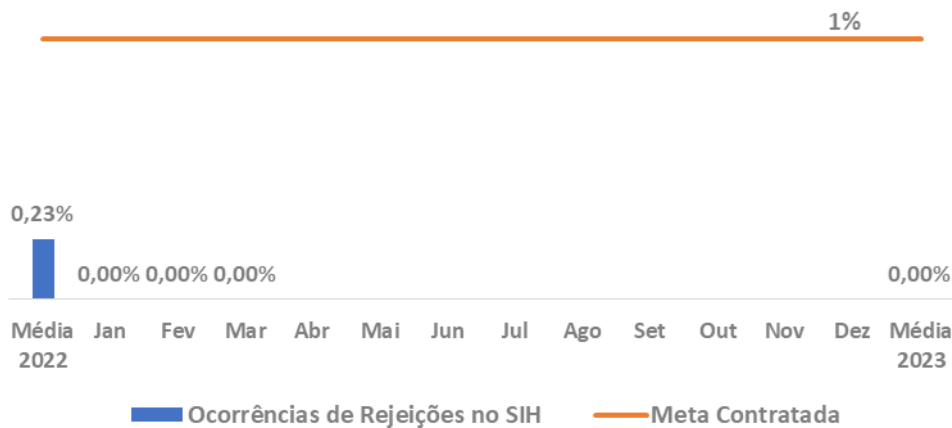 1%
0,23%
0,00% 0,00% 0,00% 0,00%
Média Jan Fev Mar Abr Mai Jun Jul Ago Set Out Nov Dez Média
2022 2023
Ocorrências de Rejeições no SIH Meta Contratada